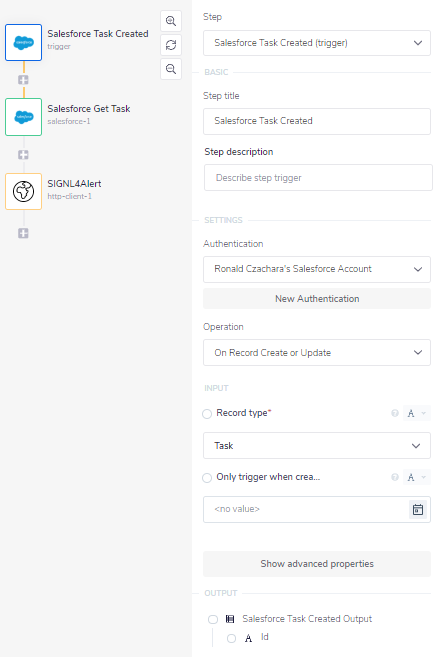 Salesforce Task Created
trigger
Salesforce Get Task
salesforce-1
SIGNL4Alert
http-client-1
Step
Salesforce Task Created (trigger)
BASIC
Step title
Salesforce Task Created
Step description
Describe step trigger
SETTINGS
Authentication
Ronald Czachara's Salesforce Account
New Authentication
Operation
On Record Create or Update
INPUT
Record type*
A
Task
Only trigger when crea...
A
<no value>
Show advanced properties
OUTPUT
Salesforce Task Created Output
A Id